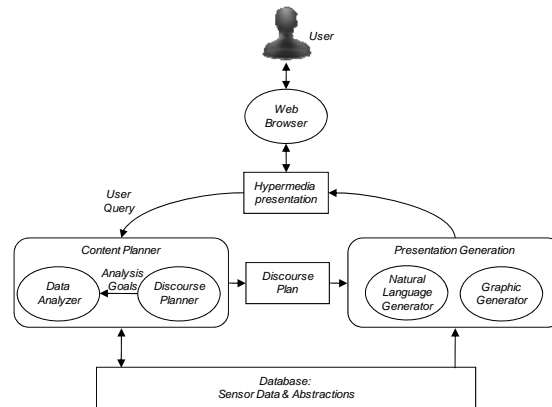 User
Web
Browser
Hypermedia
presentation
User
Query
Content Planner
Data
Analyzer
Analysis
Goals
Discourse
Planner
Discourse
Plan
Presentation Generation
Natural
Language
Generator
Graphic
Generator
Database:
Sensor Data & Abstractions